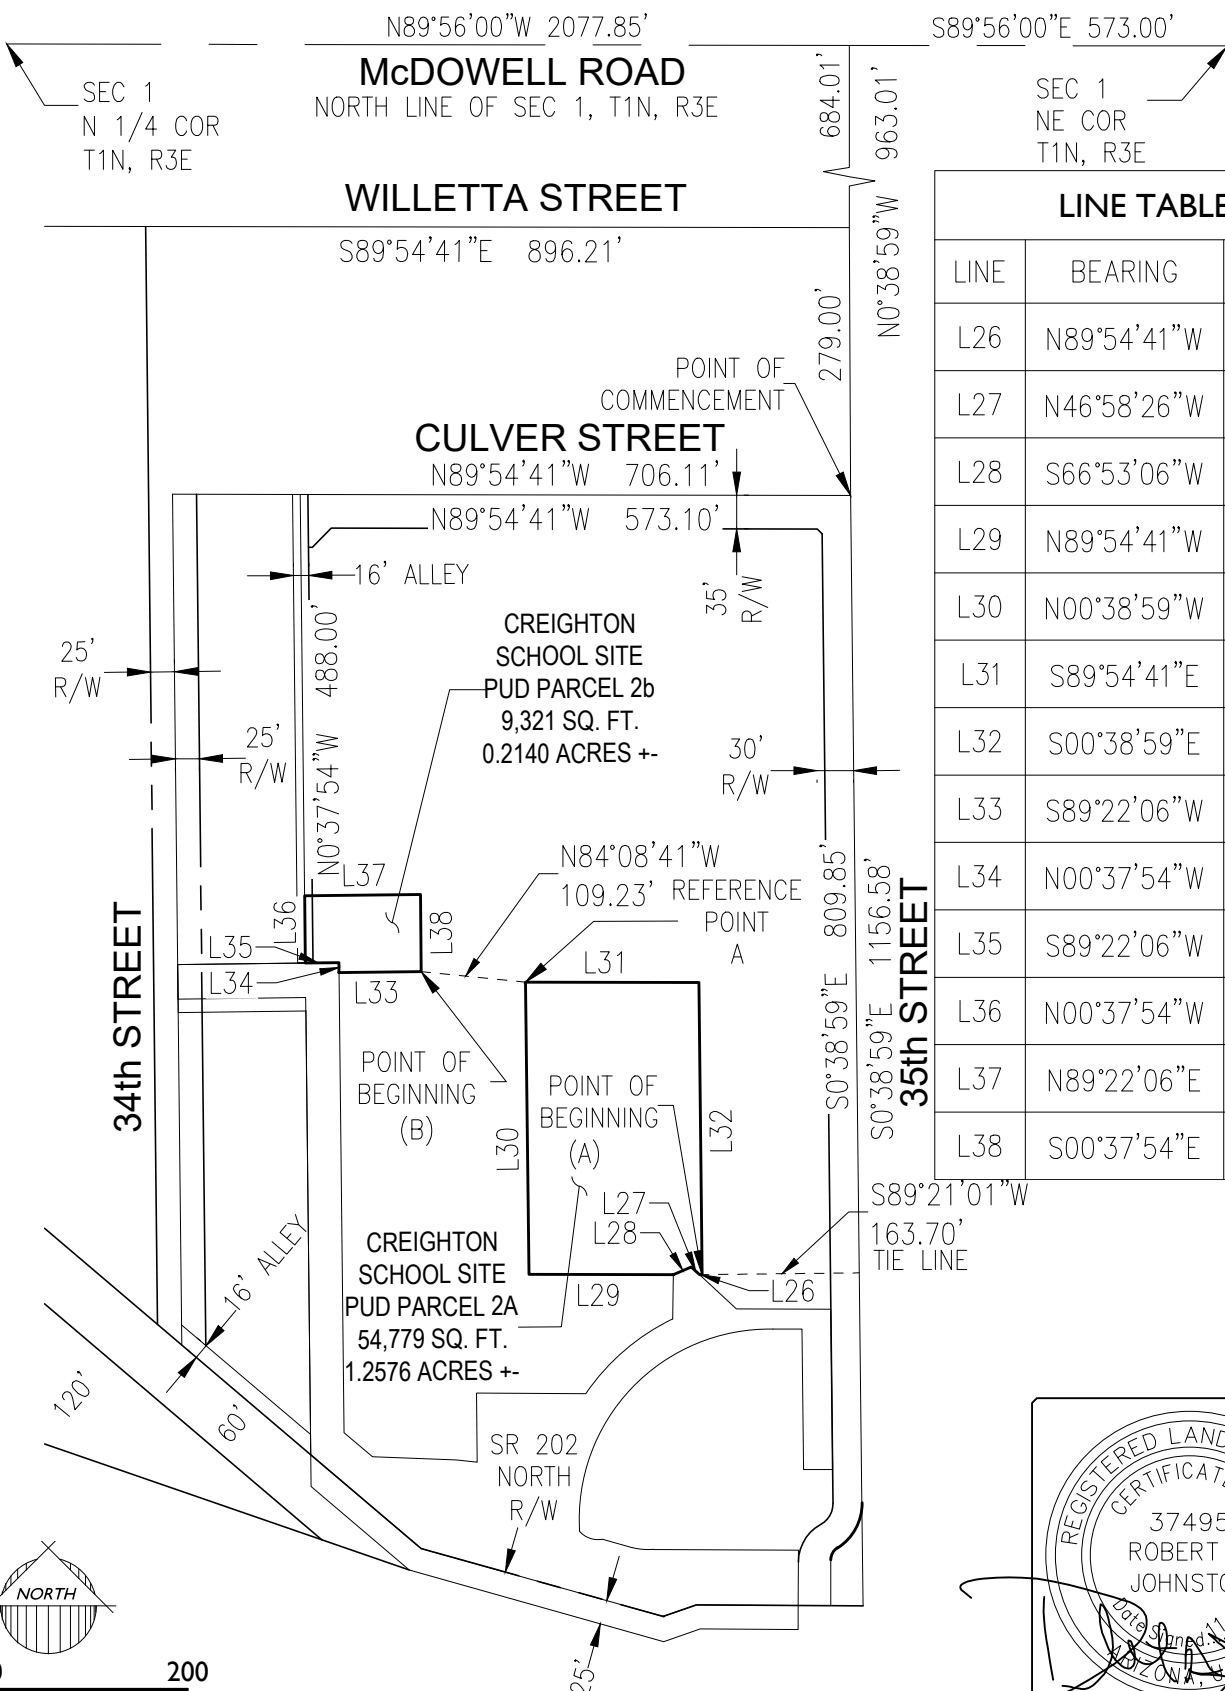 N89°56'00"W 2077.85'
S89°56'00"E 573.00'
McDOWELL ROAD
NORTH LINE OF SEC 1, T1N, R3E
SEC 1
N 1/4 COR
T1N, R3E
684.01'
N0°38'59"W 963.01'
SEC 1
NE COR
T1N, R3E
WILLETTA STREET
S89°54'41"E 896.21'
279.00'
POINT OF
COMMENCEMENT
CULVER STREET
N89°54'41"W 706.11'
N89°54'41"W 573.10'
16' ALLEY
35'
R/W
25'
R/W
25'
R/W
N0°37'54"W 488.00'
CREIGHTON
SCHOOL SITE
PUD PARCEL 2b
9,321 SQ. FT.
0.2140 ACRES +-
30'
R/W
N84°08'41"W
109.23'
REFERENCE
POINT
A
L37
L36
L38
L35
L34
L33
L31
34th STREET
S0°38'59"E 809.85'
S0°38'59"E 1156.58'
35th STREET
POINT OF
BEGINNING
(B)
POINT OF
BEGINNING
(A)
L30
L32
L27
L28
L29
L26
S89°21'01"W
163.70'
TIE LINE
CREIGHTON
SCHOOL SITE
PUD PARCEL 2A
54,779 SQ. FT.
1.2576 ACRES +-
16' ALLEY
120'
60'
SR 202
NORTH
R/W
25'
NORTH
200
LINE TABLE
LINE BEARING
L26 N89°54'41"W
L27 N46°58'26"W
L28 S66°53'06"W
L29 N89°54'41"W
L30 N00°38'59"W
L31 S89°54'41"E
L32 S00°38'59"E
L33 S89°22'06"W
L34 N00°37'54"W
L35 S89°22'06"W
L36 N00°37'54"W
L37 N89°22'06"E
L38 S00°37'54"E
REGISTERED LAND
CERTIFICATE
37495
ROBERT
JOHNSTO
Date Signed
ARIZONA,